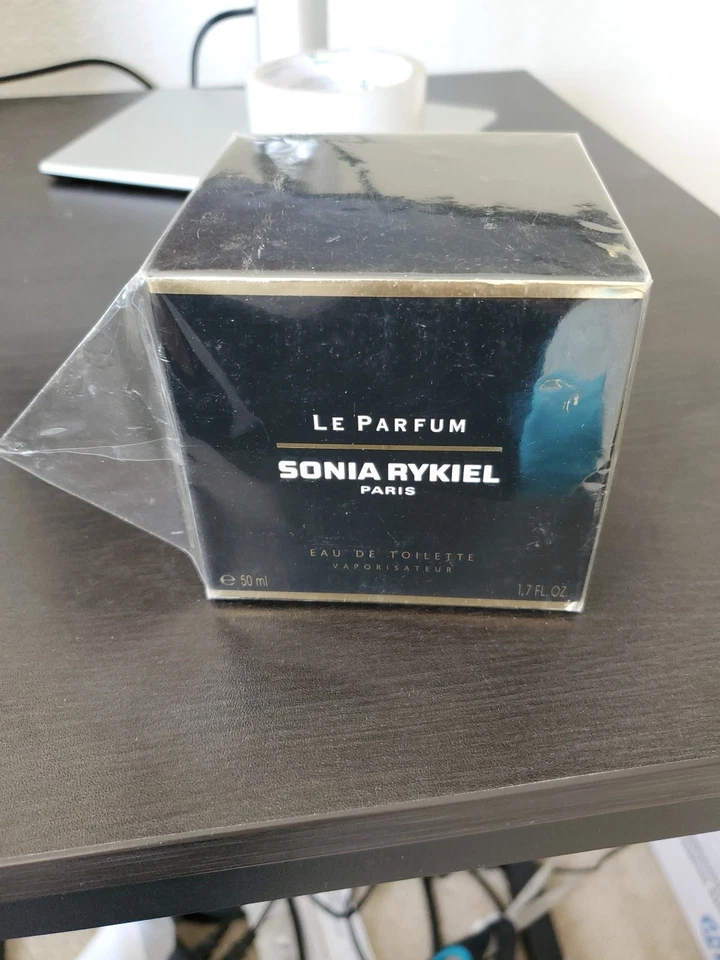 LE PARFUM
SONIA RYKIEL
PARIS
EAU DE TOILETTE
VAPORISATEUR
℮ 50 ml
1.7 FL. OZ.